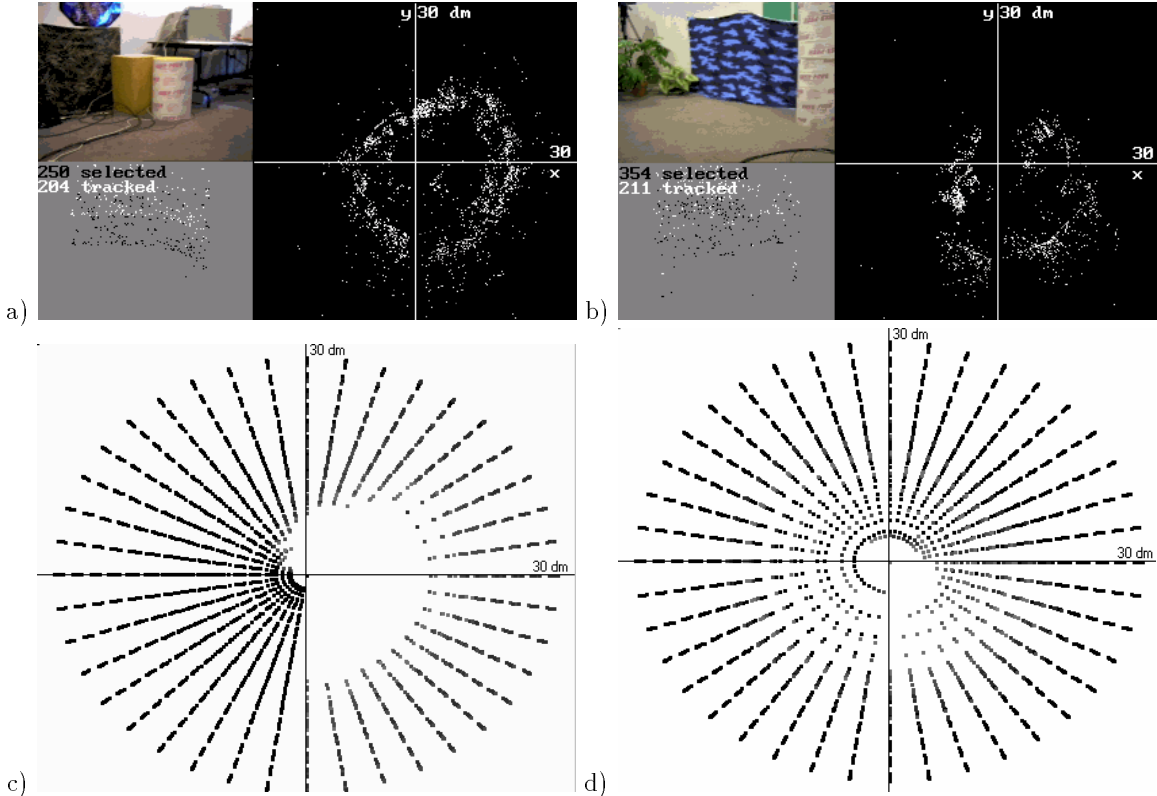 y 30 dm
30
x
250 selected
204 tracked
a)
y 30 dm
30
x
354 selected
211 tracked
b)
30 dm
30 dm
c)
30 dm
30 dm
d)